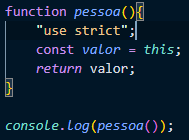 function pessoa(){
    "use strict";
    const valor = this;
    return valor;
}

console.log(pessoa());